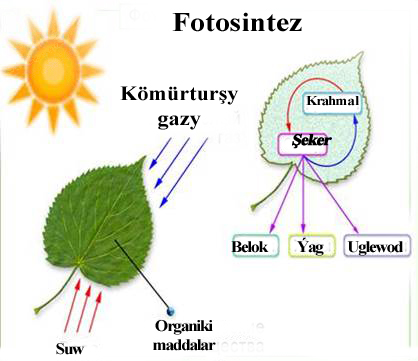 Fotosintez
Kömürturşy
gazy
Krahmal
Şeker
Belok
Ýag
Uglewod
Organiki
maddalar
Suw